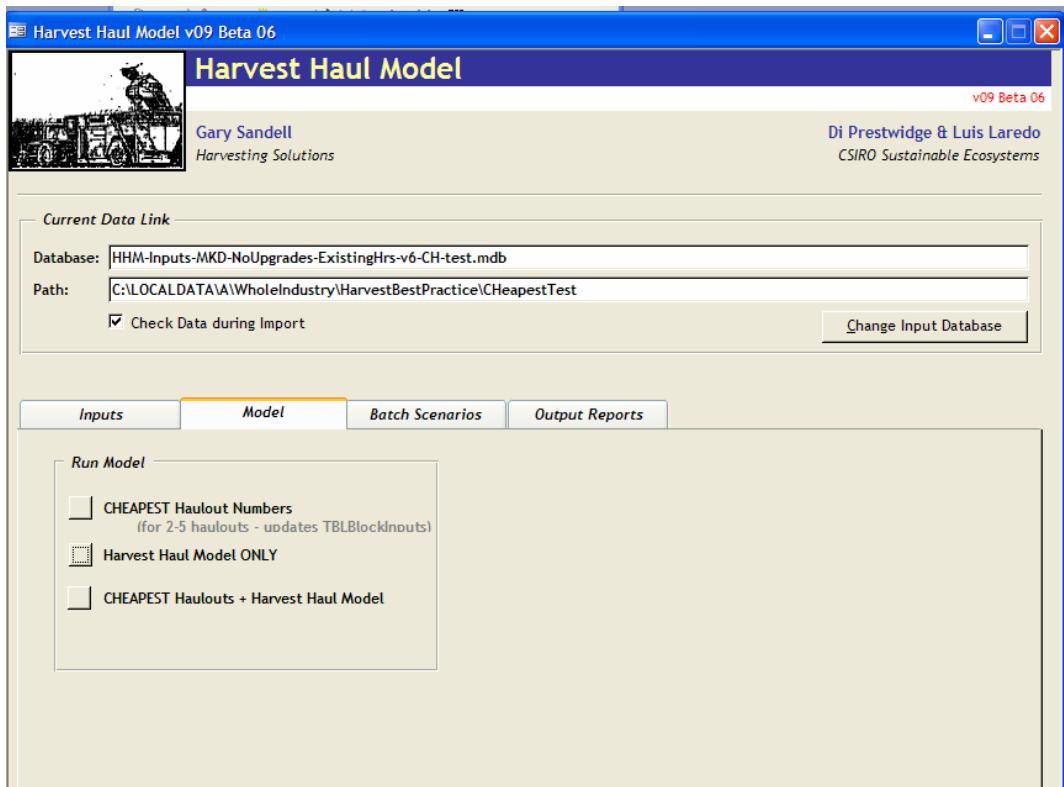 Harvest Haul Model v09 Beta 06
Harvest Haul Model
v09 Beta 06
Gary Sandell
Harvesting Solutions
Di Prestwidge & Luis Laredo
CSIRO Sustainable Ecosystems
Current Data Link
Database: HHM-Inputs-MKD-NoUpgrades-ExistingHrs-v6-CH-test.mdb
Path: C:\LOCALDATA\A\WholeIndustry\HarvestBestPractice\CHeapestTest
Check Data during Import
Change Input Database
Inputs Model Batch Scenarios Output Reports
Run Model
CHEAPEST Haulout Numbers
(for 2-5 haulouts - updates TBLBlockInputs)
Harvest Haul Model ONLY
CHEAPEST Haulouts + Harvest Haul Model